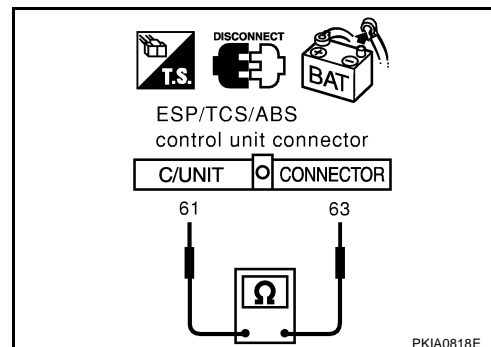 DISCONNECT
T.S.
BAT
ESP/TCS/ABS
control unit connector
C/UNIT CONNECTOR
61 63
Ω
PKIA0818E